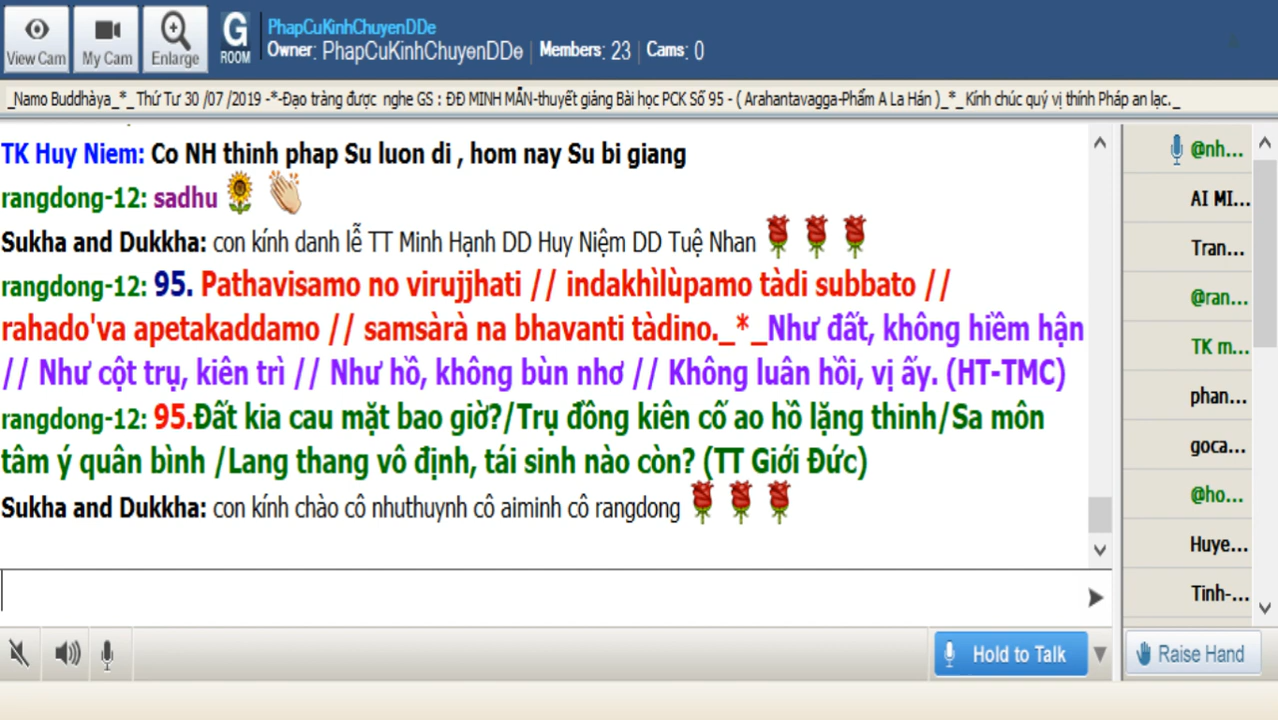 PhapCuKinhChuyenDDe
View Cam
My Cam
Enlarge
G
ROOM
Owner: PhapCuKinhChuyenDDe | Members: 23 | Cams: 0
_Namo Buddhàya_*_ Thứ Tư 30 /07 /2019 -*-Đạo tràng được nghe GS : ĐĐ MINH MẪN-thuyết giảng Bài học PCK Số 95 - ( Arahantavagga-Phẩm A La Hán )_*_ Kính chúc quý vị thính Pháp an lạc._
TK Huy Niem: Co NH thinh phap Su luon di , hom nay Su bi giang
rangdong-12: sadhu
Sukha and Dukkha: con kính danh lễ TT Minh Hạnh DD Huy Niệm DD Tuệ Nhan
rangdong-12: 95. Pathavisamo no virujjhati // indakhìlùpamo tàdi subbato //
rahado'va apetakaddamo // samsàrà na bhavanti tàdino._*_Như đất, không hiềm hận
// Như cột trụ, kiên trì // Như hồ, không bùn nhơ // Không luân hồi, vị ấy. (HT-TMC)
rangdong-12: 95.Đất kia cau mặt bao giờ?/Trụ đồng kiên cố ao hồ lặng thinh/Sa môn
tâm ý quân bình /Lang thang vô định, tái sinh nào còn? (TT Giới Đức)
Sukha and Dukkha: con kính chào cô nhuthuynh cô aiminh cô rangdong
@nh...
AI MI...
Tran...
@ran...
TK m...
phan...
goca...
@ho...
Huye...
Tinh-...
Hold to Talk
Raise Hand